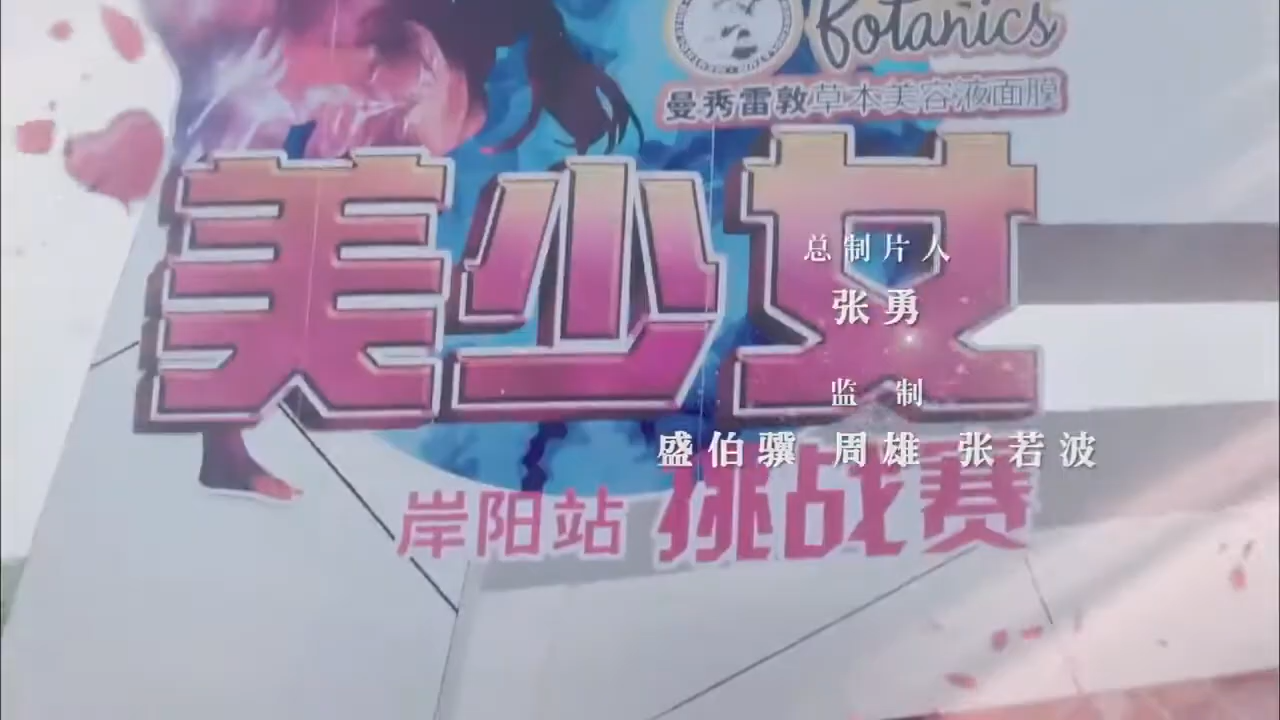 Botanics
曼秀雷敦草本美容液面膜
美少女
总制片人
张勇
监制
盛伯骥 周雄 张若波
岸阳站 挑战赛